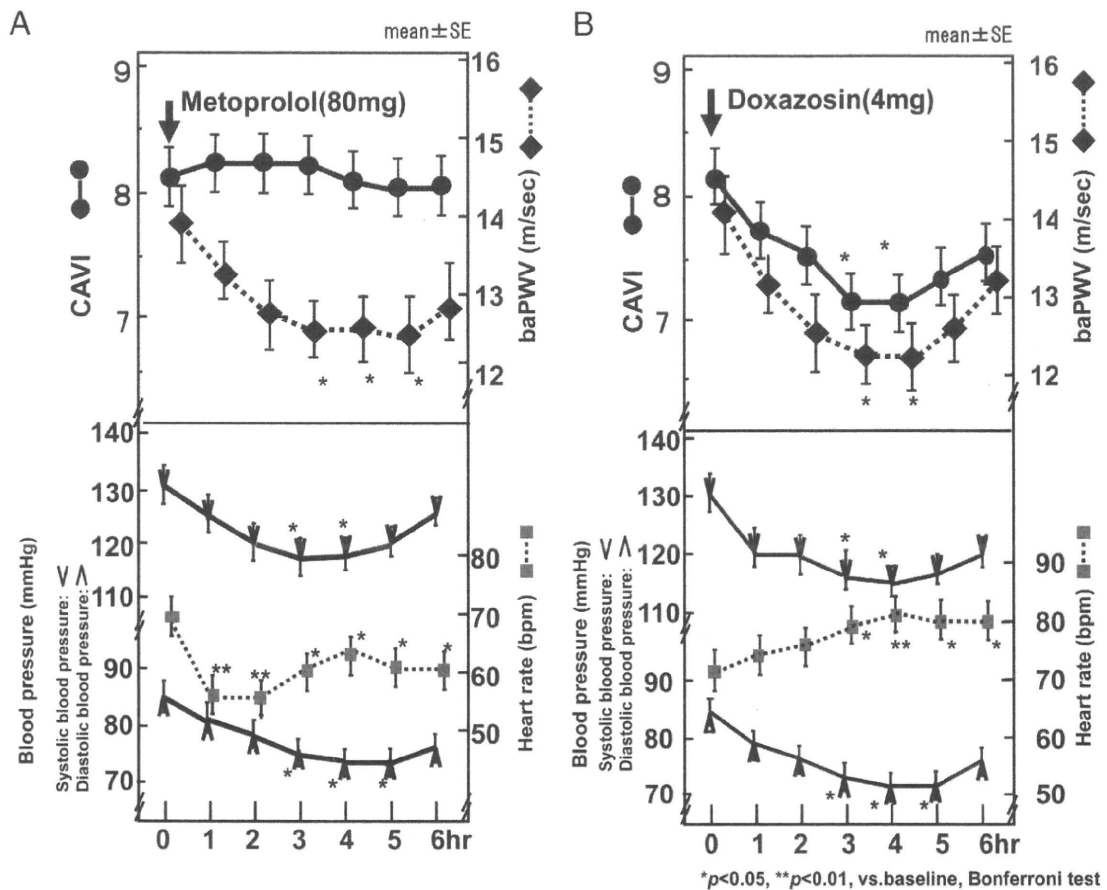 A
mean±SE
Metoprolol(80mg)
CAVI
9
8
7
baPWV (m/sec)
16
15
14
13
12
Blood pressure (mmHg)
Systolic blood pressure:
Diastolic blood pressure:
140
130
120
110
90
80
70
Heart rate (bpm)
80
70
60
50
* * *
* *
** ** * * * *
* * *
0 1 2 3 4 5 6hr
B
mean±SE
Doxazosin(4mg)
CAVI
9
8
7
baPWV (m/sec)
16
15
14
13
12
Blood pressure (mmHg)
Systolic blood pressure:
Diastolic blood pressure:
140
130
120
110
90
80
70
Heart rate (bpm)
90
80
70
60
50
* *
* *
* *
* ** * *
* * *
0 1 2 3 4 5 6hr
*p<0.05, **p<0.01, vs.baseline, Bonferroni test